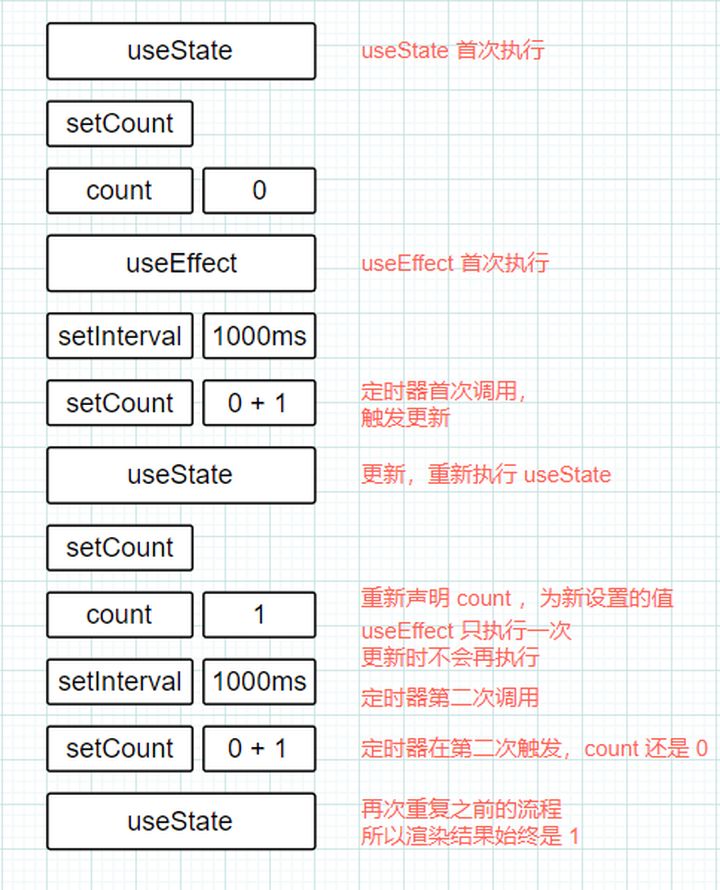 useState
useState 首次执行
setCount
count
0
useEffect
useEffect 首次执行
setInterval
1000ms
setCount
0 + 1
定时器首次调用，
触发更新
useState
更新，重新执行 useState
setCount
count
1
重新声明 count ，为新设置的值
useEffect 只执行一次
更新时不会再执行
setInterval
1000ms
定时器第二次调用
setCount
0 + 1
定时器在第二次触发，count 还是 0
useState
再次重复之前的流程
所以渲染结果始终是 1